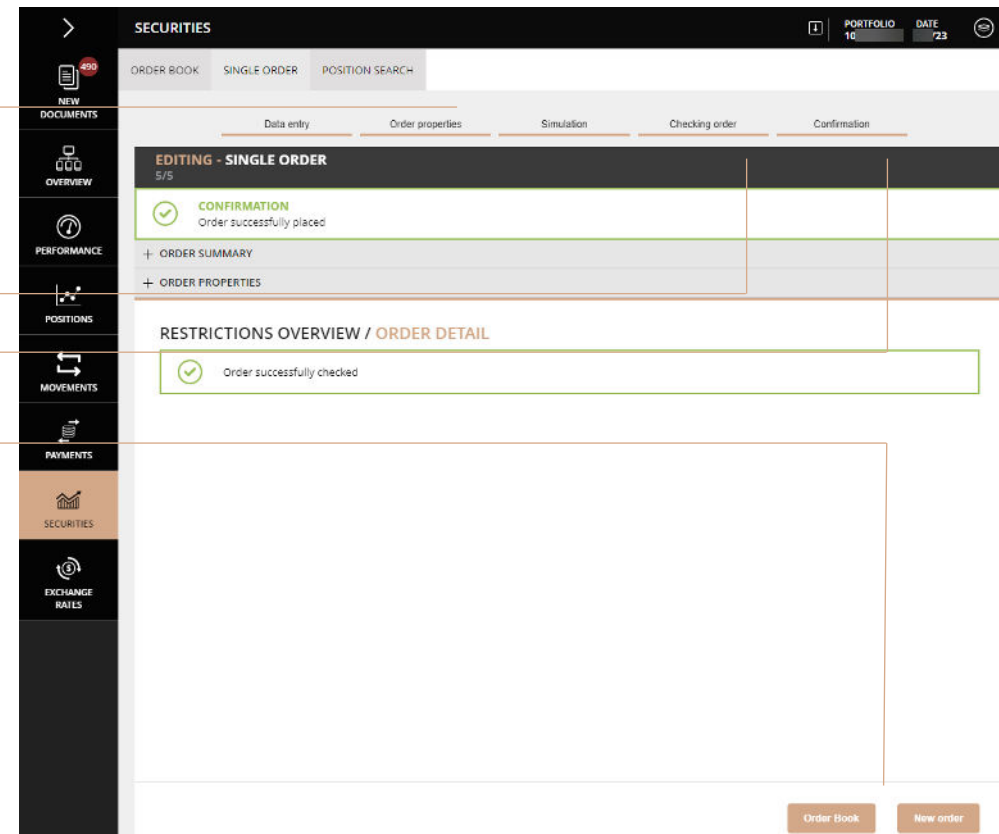 SECURITIES
PORTFOLIO DATE
10 /23
490
NEW
DOCUMENTS
OVERVIEW
PERFORMANCE
POSITIONS
MOVEMENTS
PAYMENTS
SECURITIES
EXCHANGE
RATES
ORDER BOOK SINGLE ORDER POSITION SEARCH
Data entry Order properties Simulation Checking order Confirmation
EDITING - SINGLE ORDER
5/5
CONFIRMATION
Order successfully placed
+ ORDER SUMMARY
+ ORDER PROPERTIES
RESTRICTIONS OVERVIEW / ORDER DETAIL
Order successfully checked
Order Book New order